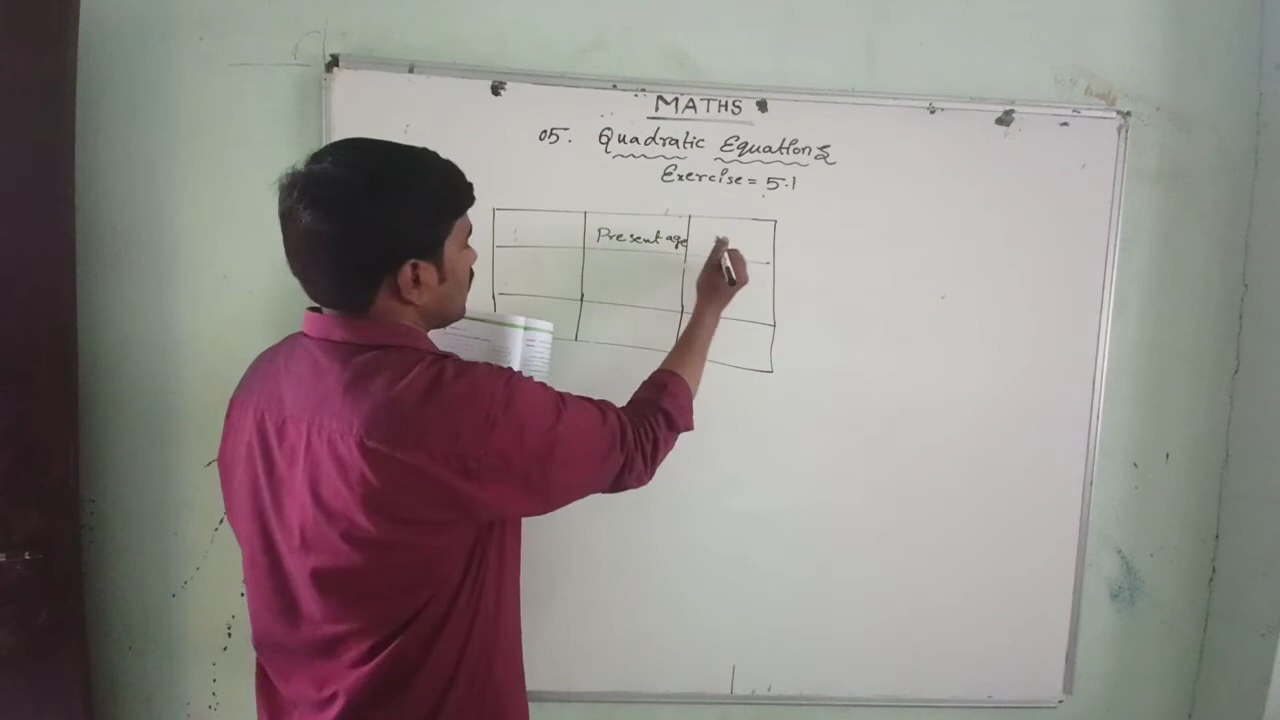 MATHS
05. Quadratic Equations
Exercise = 5.1
Present age